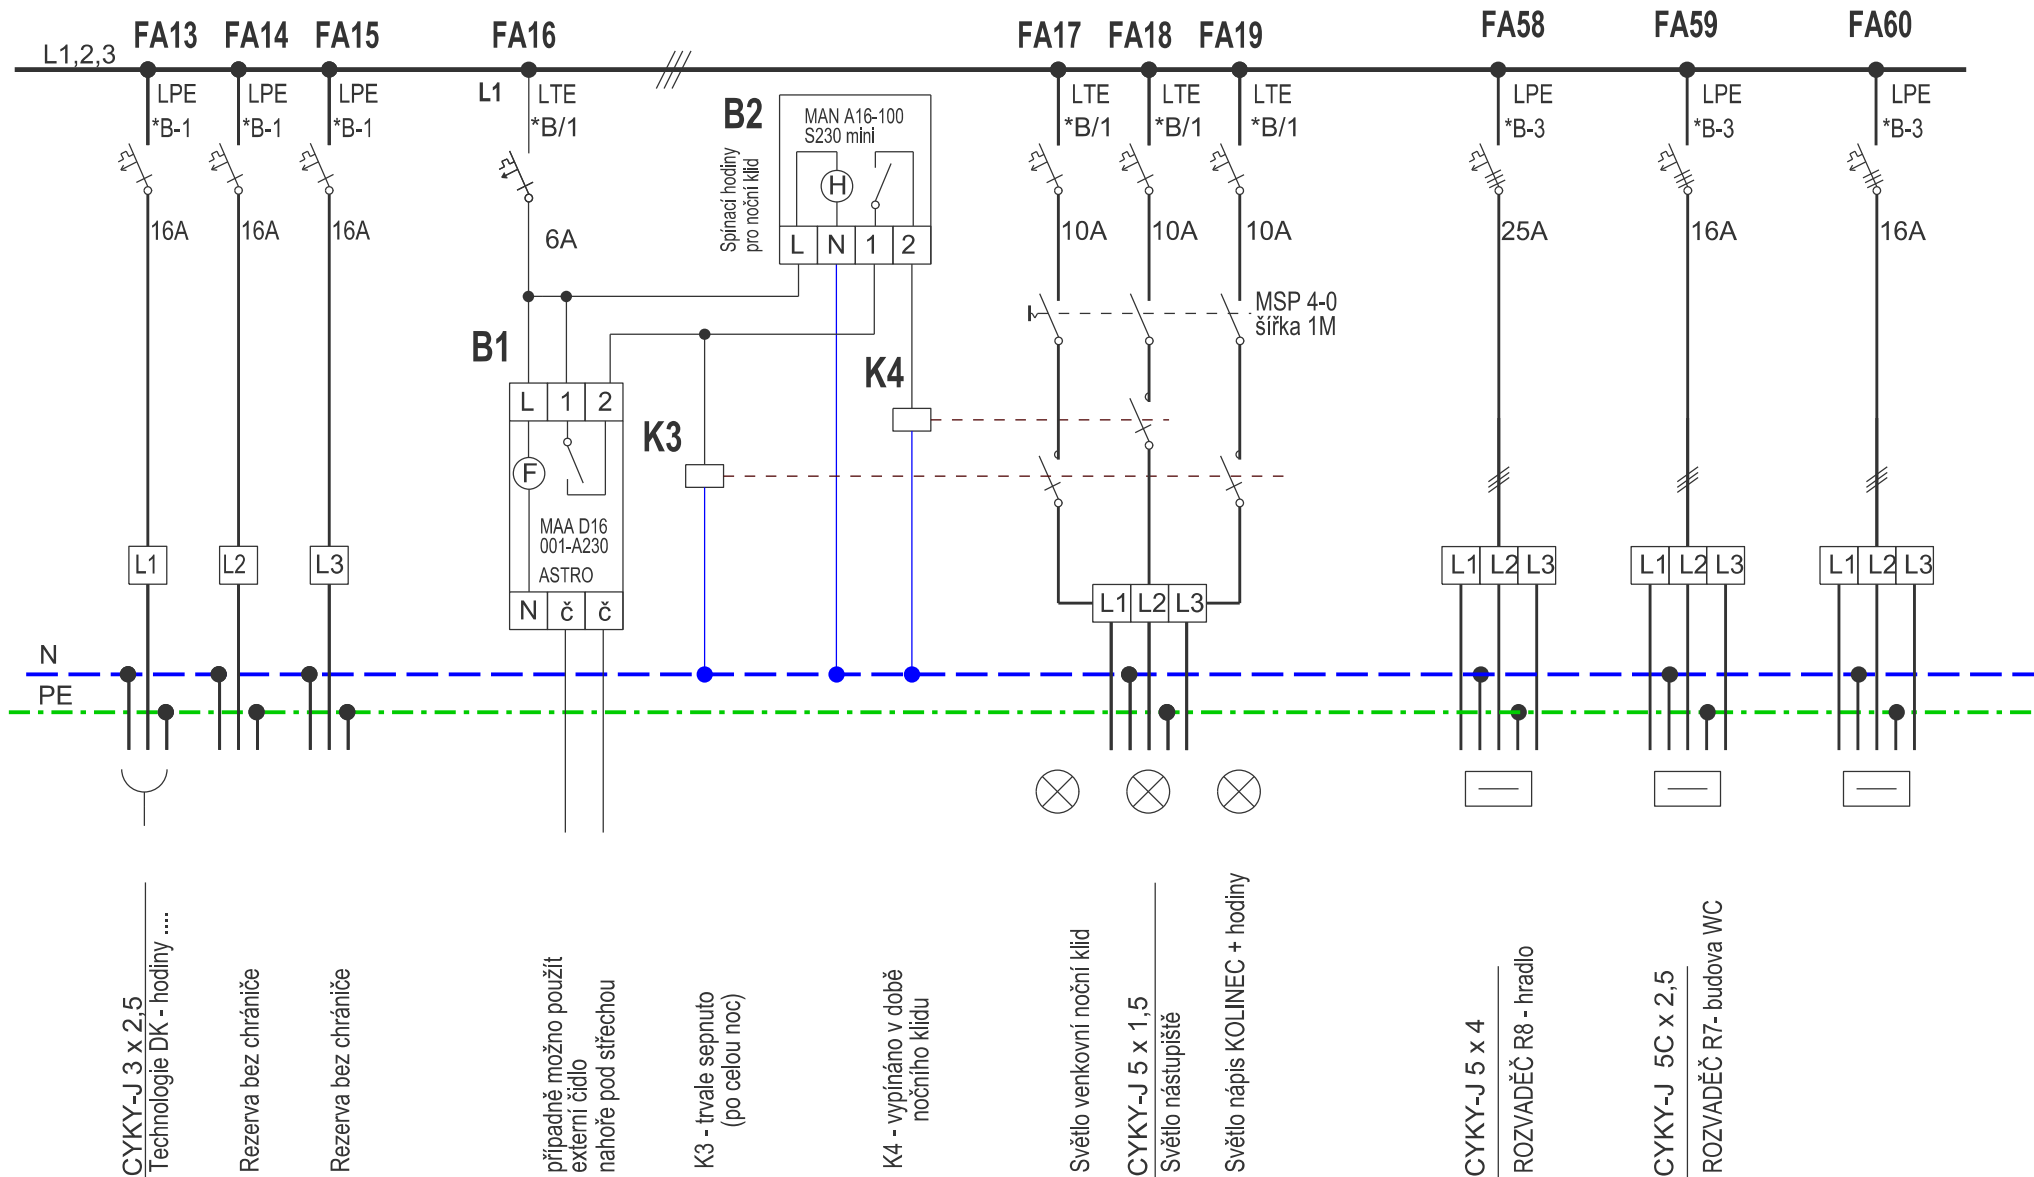 FA13 FA14 FA15 FA16 FA17 FA18 FA19 FA58 FA59 FA60
L1,2,3
LPE LPE LPE L1 LTE LTE LTE LTE LPE LPE LPE
*B-1 *B-1 *B-1 *B/1 *B/1 *B/1 *B/1 *B-3 *B-3 *B-3
B2
MAN A16-100
S230 mini
Spínací hodiny
pro noční klid
H
L N 1 2
16A 16A 16A 6A 10A 10A 10A 25A 16A 16A
MSP 4-0
šířka 1M
B1
K4
L 1 2
K3
F
MAA D16
001-A230
ASTRO
N č č
L1 L2 L3
L1 L2 L3
L1 L2 L3
L1 L2 L3
L1 L2 L3
N
PE
CYKY-J 3 x 2,5
Technologie DK - hodiny ....
Rezerva bez chrániče
Rezerva bez chrániče
případně možno použít
externí čidlo
nahoře pod střechou
K3 - trvale sepnuto
(po celou noc)
K4 - vypínáno v době
nočního klidu
Světlo venkovní noční klid
CYKY-J 5 x 1,5
Světlo nástupiště
Světlo nápis KOLINEC + hodiny
CYKY-J 5 x 4
ROZVADĚČ R8 - hradlo
CYKY-J 5C x 2,5
ROZVADĚČ R7- budova WC